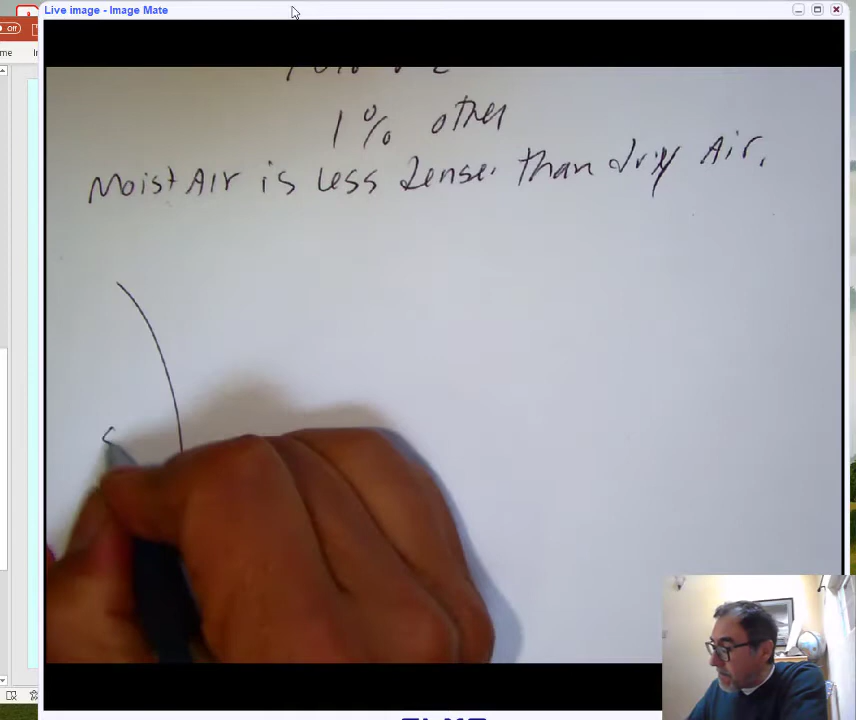 Live image - Image Mate
1% other
Moist Air is Less Dense than dry Air.